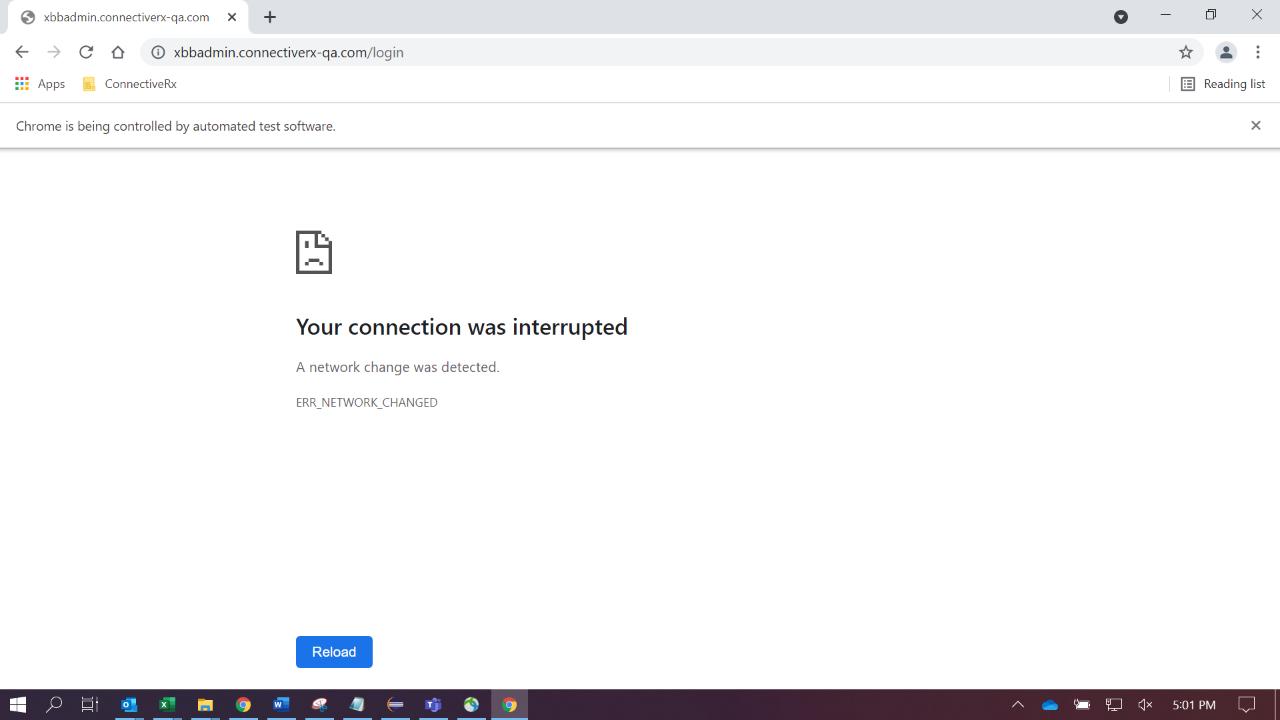 xbbadmin.connectiverx-qa.com
xbbadmin.connectiverx-qa.com/login
Apps
ConnectiveRx
Reading list
Chrome is being controlled by automated test software.
Your connection was interrupted
A network change was detected.
ERR_NETWORK_CHANGED
Reload
5:01 PM